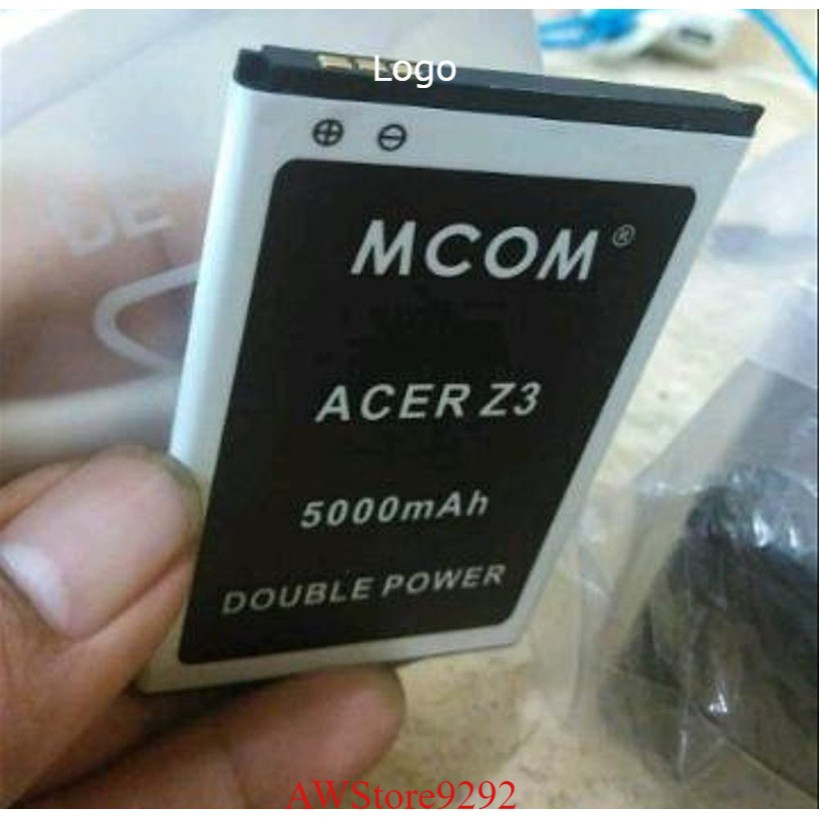 Logo
⊕ ⊖
MCOM®
ACER Z3
5000mAh
DOUBLE POWER
AWStore9292